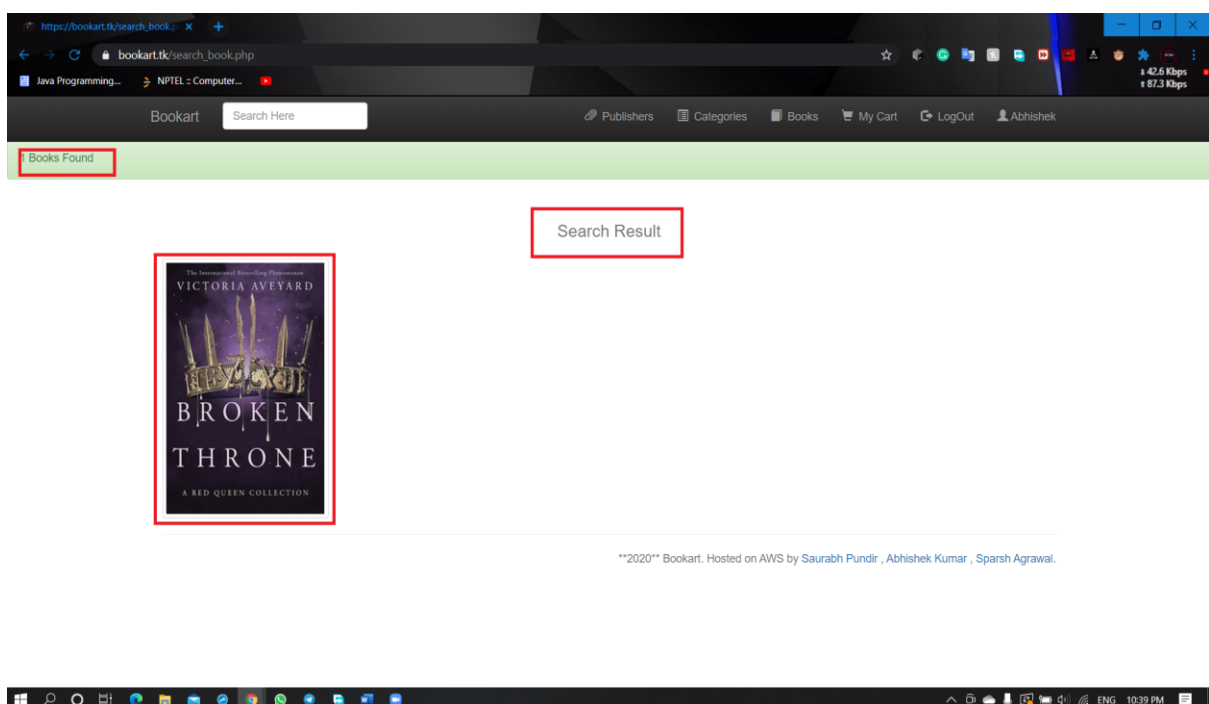 https://bookart.tk/search_book.p
bookart.tk/search_book.php
Java Programming... NPTEL :: Computer...
42.6 Kbps
87.3 Kbps
Bookart Search Here Publishers Categories Books My Cart LogOut Abhishek
1 Books Found
Search Result
The International Bestselling Phenomenon
VICTORIA AVEYARD
BROKEN
THRONE
A RED QUEEN COLLECTION
**2020** Bookart. Hosted on AWS by Saurabh Pundir , Abhishek Kumar , Sparsh Agrawal.
ENG 10:39 PM